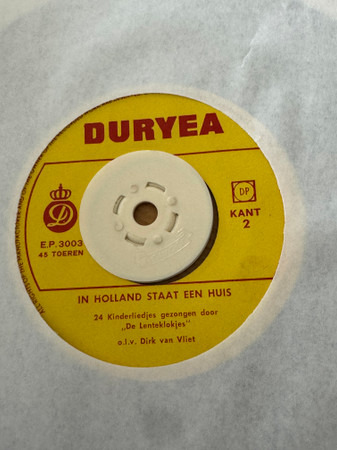 DURYEA
D
E.P. 3003
45 TOEREN
DP
KANT
2
IN HOLLAND STAAT EEN HUIS
24 Kinderliedjes gezongen door
„De Lenteklokjes”
o.l.v. Dirk van Vliet